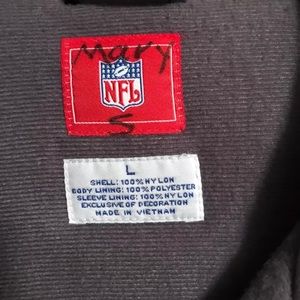 Mary
NFL
S
L
SHELL: 100% NYLON
BODY LINING: 100% POLYESTER
SLEEVE LINING: 100% NYLON
EXCLUSIVE OF DECORATION
MADE IN VIETNAM